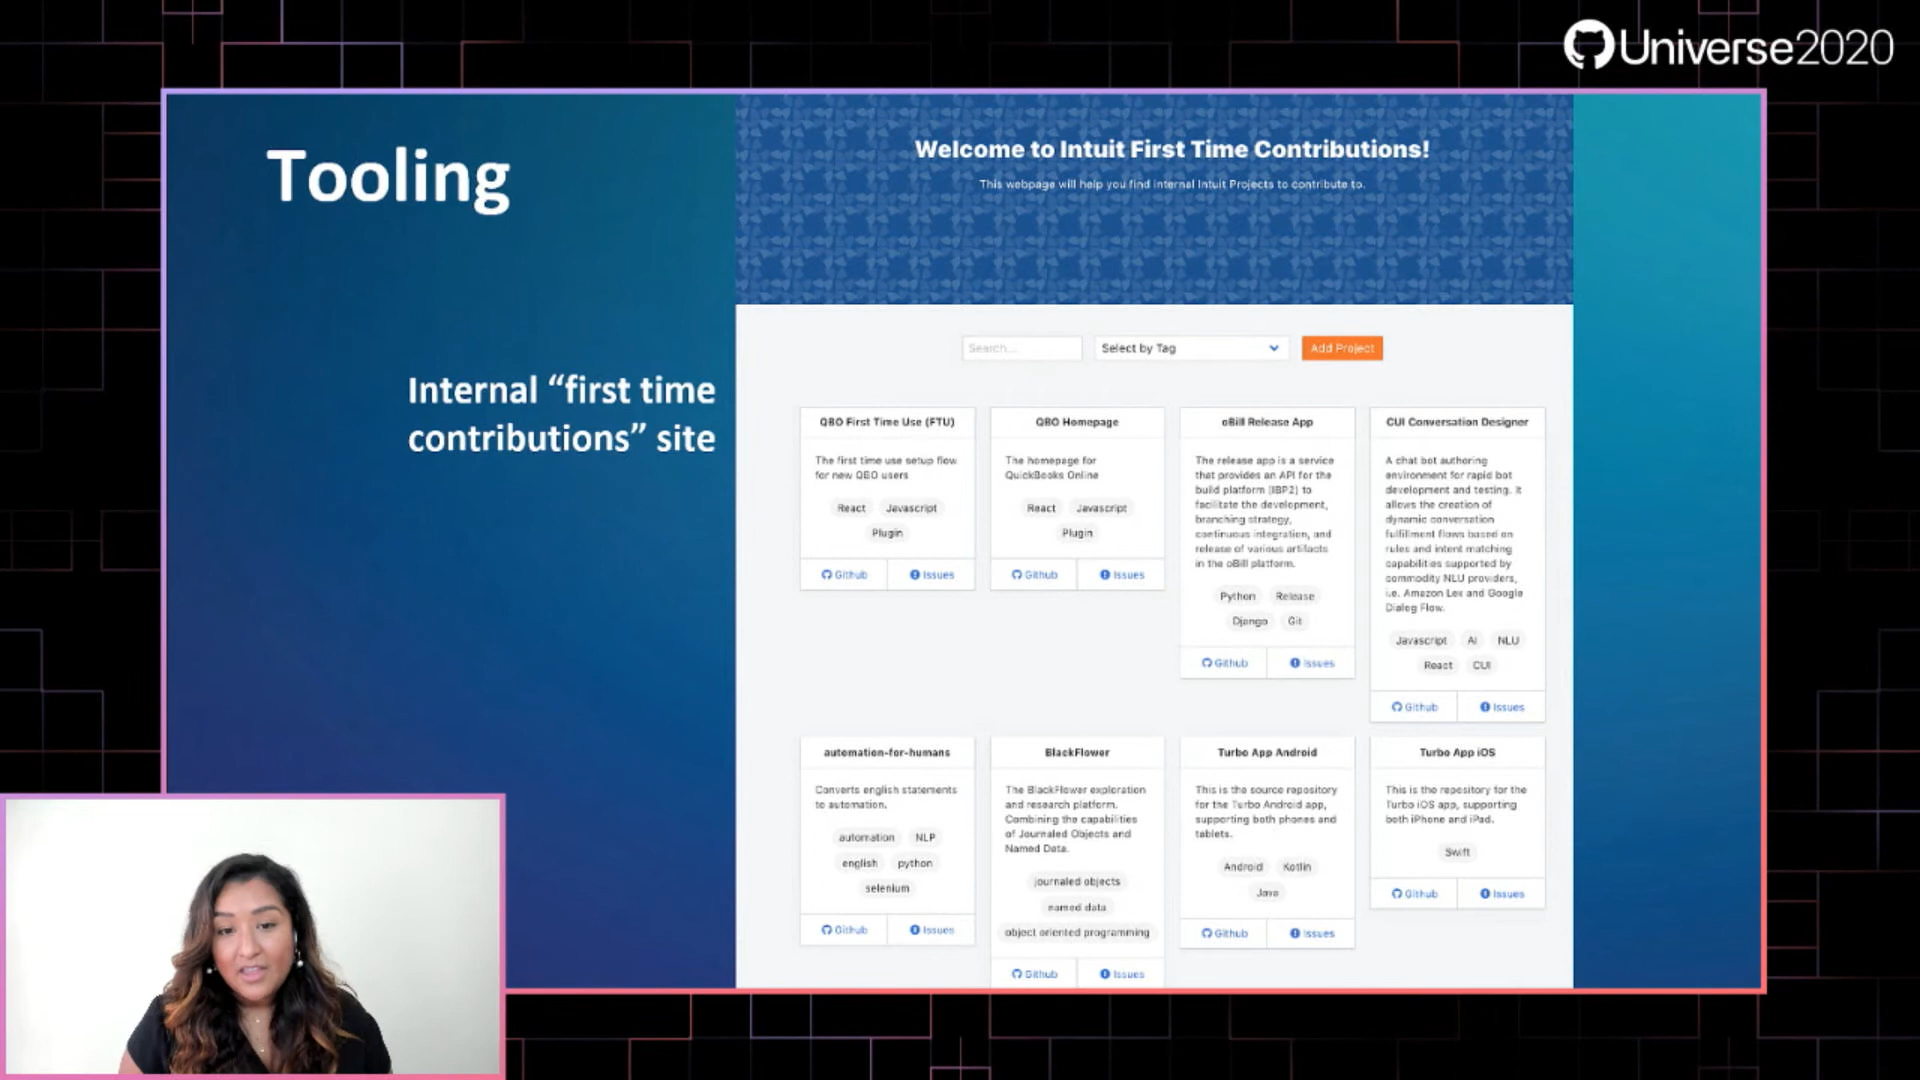 Universe2020
Tooling
Internal “first time
contributions” site
Welcome to Intuit First Time Contributions!
This webpage will help you find internal Intuit Projects to contribute to.
Search...
Select by Tag
Add Project
QBO First Time Use (FTU)
The first time use setup flow
for new QBO users
React Javascript
Plugin
Github Issues
QBO Homepage
The homepage for
QuickBooks Online
React Javascript
Plugin
Github Issues
oBill Release App
The release app is a service
that provides an API for the
build platform (IBP2) to
facilitate the development,
branching strategy,
continuous integration, and
release of various artifacts
in the oBill platform.
Python Release
Django Git
Github Issues
CUI Conversation Designer
A chat bot authoring
environment for rapid bot
development and testing. It
allows the creation of
dynamic conversation
fulfillment flows based on
rules and intent matching
capabilities supported by
commodity NLU providers,
i.e. Amazon Lex and Google
Dialog Flow.
Javascript AI NLU
React CUI
Github Issues
automation-for-humans
Converts english statements
to automation.
automation NLP
english python
selenium
Github Issues
BlackFlower
The BlackFlower exploration
and research platform.
Combining the capabilities
of Journaled Objects and
Named Data.
journaled objects
named data
object oriented programming
Github Issues
Turbo App Android
This is the source repository
for the Turbo Android app,
supporting both phones and
tablets.
Android Kotlin
Java
Github Issues
Turbo App iOS
This is the repository for the
Turbo iOS app, supporting
both iPhone and iPad.
Swift
Github Issues